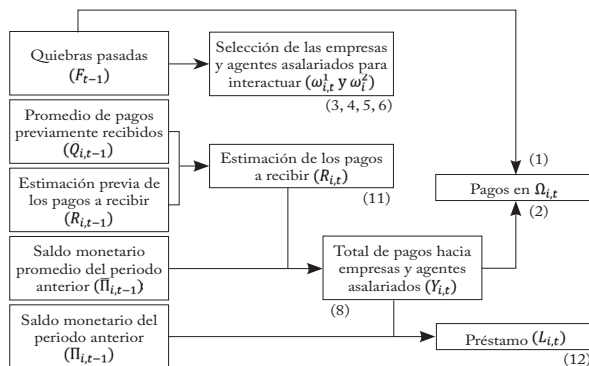 Quiebras pasadas
(F_{t−1})
Selección de las empresas
y agentes asalariados para
interactuar (ω¹_{i,t} y ω²_i)
(3, 4, 5, 6)
Promedio de pagos
previamente recibidos
(Q_{i,t−1})
Estimación previa de
los pagos a recibir
(R_{i,t−1})
Estimación de los pagos
a recibir (R_{i,t})
(11)
(1)
Pagos en Ω_{i,t}
(2)
Saldo monetario
promedio del periodo
anterior (Π̅_{i,t−1})
Total de pagos hacia
empresas y agentes
asalariados (Y_{i,t})
(8)
Saldo monetario del
periodo anterior
(Π_{i,t−1})
Préstamo (L_{i,t})
(12)